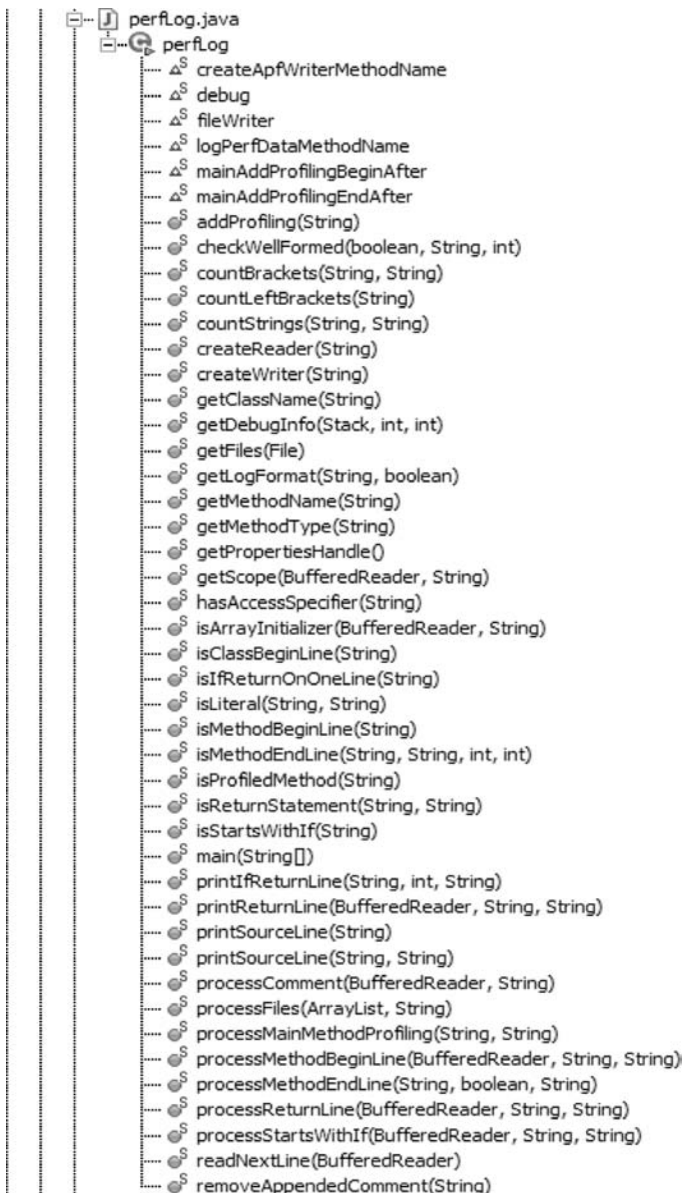 perfLog.java
perfLog
createApfWriterMethodName
debug
fileWriter
logPerfDataMethodName
mainAddProfilingBeginAfter
mainAddProfilingEndAfter
addProfiling(String)
checkWellFormed(boolean, String, int)
countBrackets(String, String)
countLeftBrackets(String)
countStrings(String, String)
createReader(String)
createWriter(String)
getClassName(String)
getDebugInfo(Stack, int, int)
getFiles(File)
getLogFormat(String, boolean)
getMethodName(String)
getMethodType(String)
getPropertiesHandle()
getScope(BufferedReader, String)
hasAccessSpecifier(String)
isArrayInitializer(BufferedReader, String)
isClassBeginLine(String)
isIfReturnOnOneLine(String)
isLiteral(String, String)
isMethodBeginLine(String)
isMethodEndLine(String, String, int, int)
isProfiledMethod(String)
isReturnStatement(String, String)
isStartsWithIf(String)
main(String[])
printIfReturnLine(String, int, String)
printReturnLine(BufferedReader, String, String)
printSourceLine(String)
printSourceLine(String, String)
processComment(BufferedReader, String)
processFiles(ArrayList, String)
processMainMethodProfiling(String, String)
processMethodBeginLine(BufferedReader, String, String)
processMethodEndLine(String, boolean, String)
processReturnLine(BufferedReader, String, String)
processStartsWithIf(BufferedReader, String, String)
readNextLine(BufferedReader)
removeAppendedComment(String)